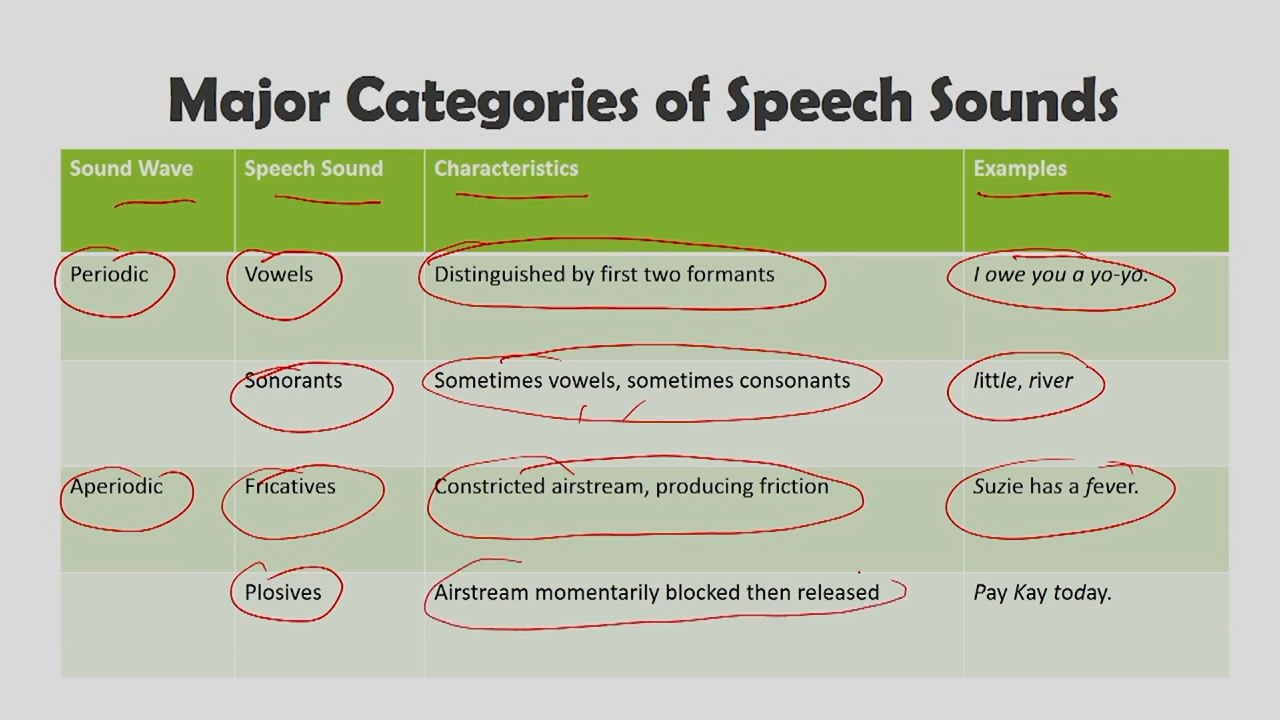 Major Categories of Speech Sounds
Sound Wave Speech Sound Characteristics Examples
Periodic Vowels Distinguished by first two formants I owe you a yo-yo.
Sonorants Sometimes vowels, sometimes consonants little, river
Aperiodic Fricatives Constricted airstream, producing friction Suzie has a fever.
Plosives Airstream momentarily blocked then released Pay Kay today.